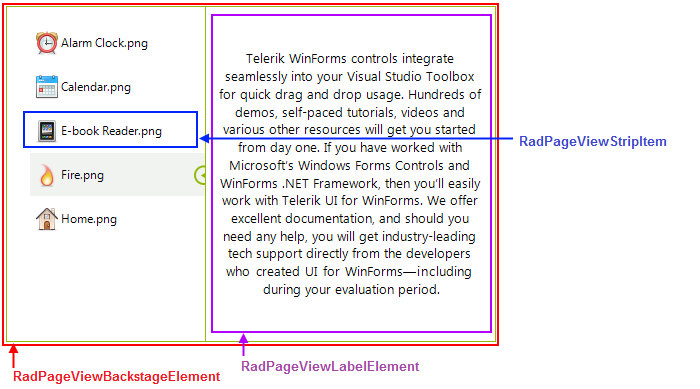 Alarm Clock.png
Calendar.png
E-book Reader.png
Fire.png
Home.png
Telerik WinForms controls integrate
seamlessly into your Visual Studio Toolbox
for quick drag and drop usage. Hundreds of
demos, self-paced tutorials, videos and
various other resources will get you started
from day one. If you have worked with
Microsoft's Windows Forms Controls and
WinForms .NET Framework, then you'll easily
work with Telerik UI for WinForms. We offer
excellent documentation, and should you
need any help, you will get industry-leading
tech support directly from the developers
who created UI for WinForms—including
during your evaluation period.
RadPageViewStripItem
RadPageViewLabelElement
RadPageViewBackstageElement